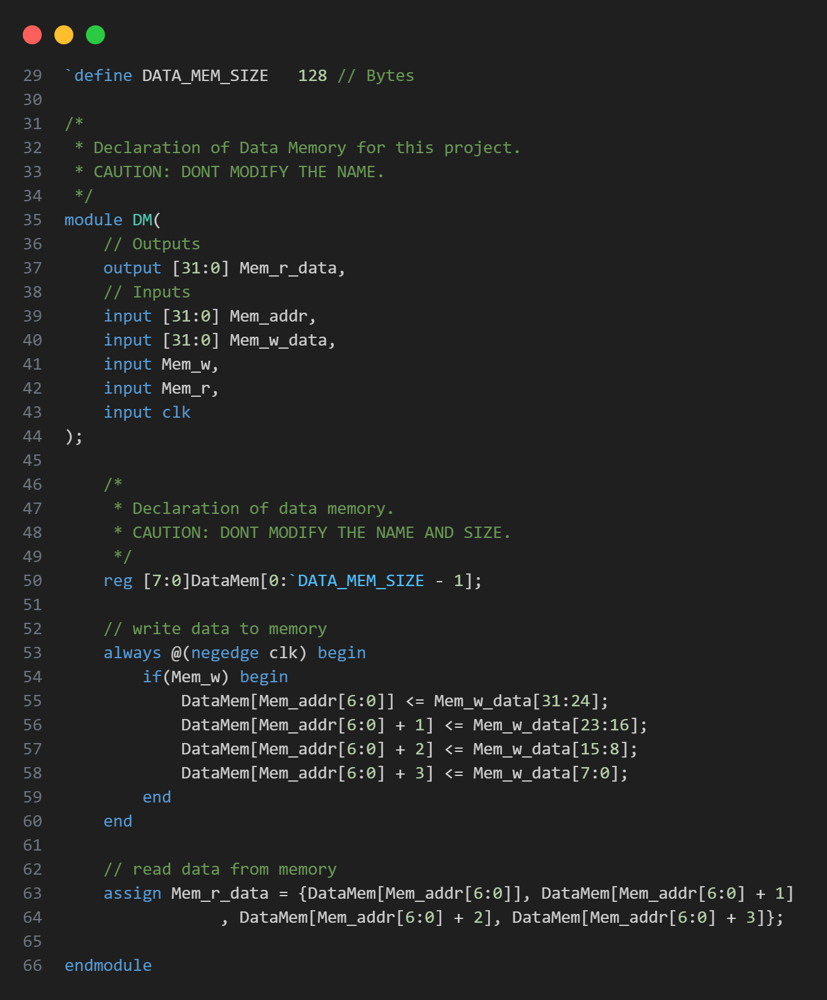 29 `define DATA_MEM_SIZE   128 // Bytes
30
31 /*
32  * Declaration of Data Memory for this project.
33  * CAUTION: DONT MODIFY THE NAME.
34  */
35 module DM(
36     // Outputs
37     output [31:0] Mem_r_data,
38     // Inputs
39     input [31:0] Mem_addr,
40     input [31:0] Mem_w_data,
41     input Mem_w,
42     input Mem_r,
43     input clk
44 );
45
46     /*
47      * Declaration of data memory.
48      * CAUTION: DONT MODIFY THE NAME AND SIZE.
49      */
50     reg [7:0]DataMem[0:`DATA_MEM_SIZE - 1];
51
52     // write data to memory
53     always @(negedge clk) begin
54         if(Mem_w) begin
55             DataMem[Mem_addr[6:0]] <= Mem_w_data[31:24];
56             DataMem[Mem_addr[6:0] + 1] <= Mem_w_data[23:16];
57             DataMem[Mem_addr[6:0] + 2] <= Mem_w_data[15:8];
58             DataMem[Mem_addr[6:0] + 3] <= Mem_w_data[7:0];
59         end
60     end
61
62     // read data from memory
63     assign Mem_r_data = {DataMem[Mem_addr[6:0]], DataMem[Mem_addr[6:0] + 1]
64                 , DataMem[Mem_addr[6:0] + 2], DataMem[Mem_addr[6:0] + 3]};
65
66 endmodule